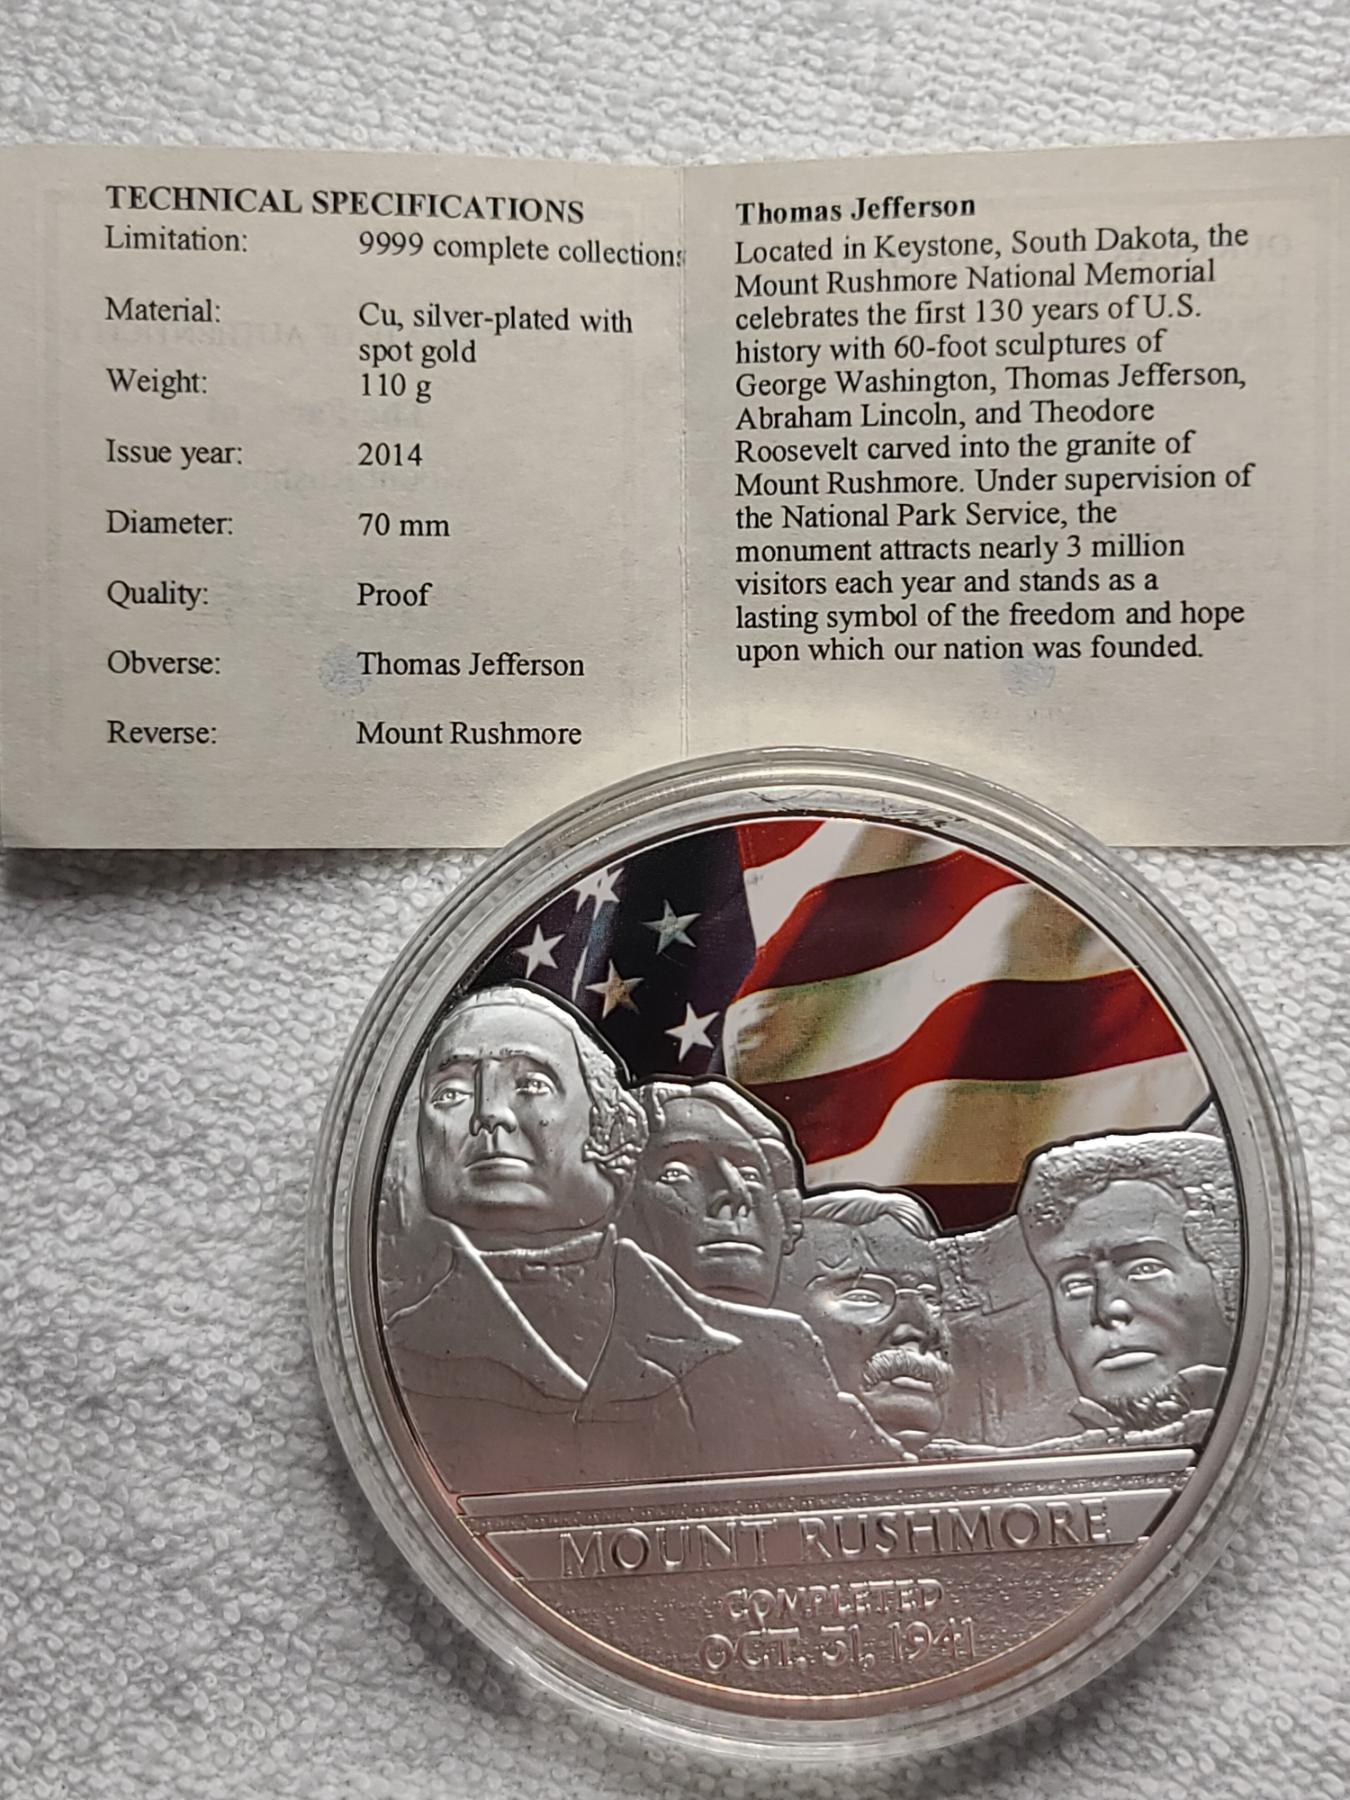 TECHNICAL SPECIFICATIONS
Limitation: 9999 complete collections
Material: Cu, silver-plated with
spot gold
Weight: 110 g
Issue year: 2014
Diameter: 70 mm
Quality: Proof
Obverse: Thomas Jefferson
Reverse: Mount Rushmore
Thomas Jefferson
Located in Keystone, South Dakota, the
Mount Rushmore National Memorial
celebrates the first 130 years of U.S.
history with 60-foot sculptures of
George Washington, Thomas Jefferson,
Abraham Lincoln, and Theodore
Roosevelt carved into the granite of
Mount Rushmore. Under supervision of
the National Park Service, the
monument attracts nearly 3 million
visitors each year and stands as a
lasting symbol of the freedom and hope
upon which our nation was founded.
MOUNT RUSHMORE
COMPLETED
OCT. 31, 1941